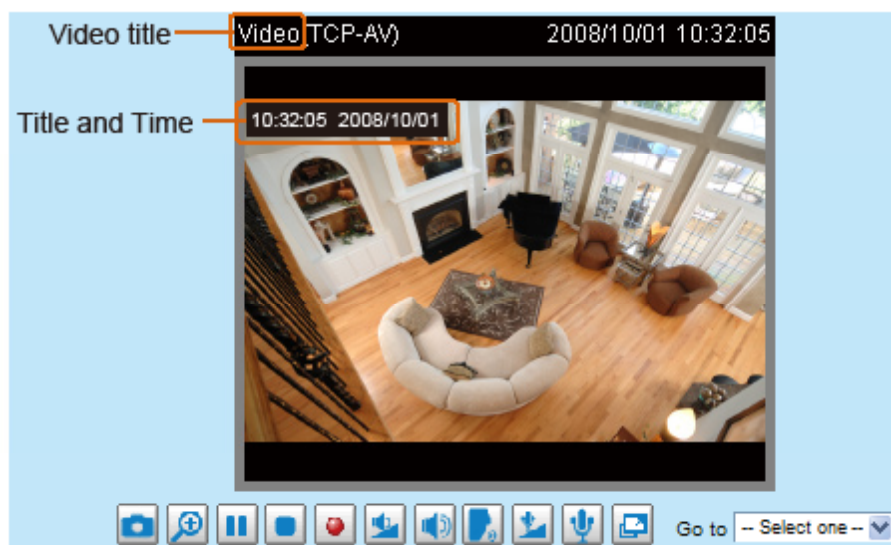 Video title
Video (TCP-AV) 2008/10/01 10:32:05
Title and Time
10:32:05 2008/10/01
Go to -- Select one --